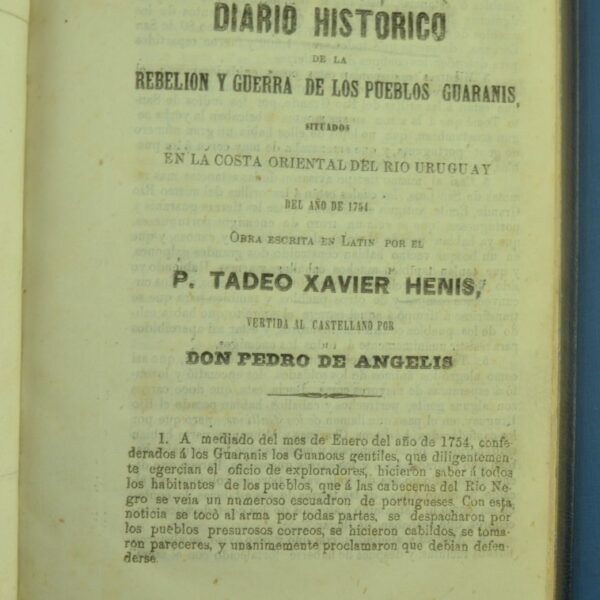 DIARIO HISTORICO
DE LA
REBELION Y GUERRA DE LOS PUEBLOS GUARANIS,
SITUADOS
EN LA COSTA ORIENTAL DEL RIO URUGUAY
DEL AÑO DE 1754
OBRA ESCRITA EN LATIN POR EL
P. TADEO XAVIER HENIS,
VERTIDA AL CASTELLANO POR
DON PEDRO DE ANGELIS
1. A mediado del mes de Enero del año de 1754, confe-
derados á los Guaranis los Guanoas gentiles, que diligentemen-
te egercian el oficio de exploradores, hicieron saber á todos
los habitantes de los pueblos, que á las cabeceras del Rio Ne-
gro se veia un numeroso escuadron de portugueses. Con esta
noticia se tocó al arma por todas partes, se despacharon por
los pueblos presurosos correos, se hicieron cabildos, se toma-
ron pareceres, y unanimemente proclamaron que debian defen-
derse.